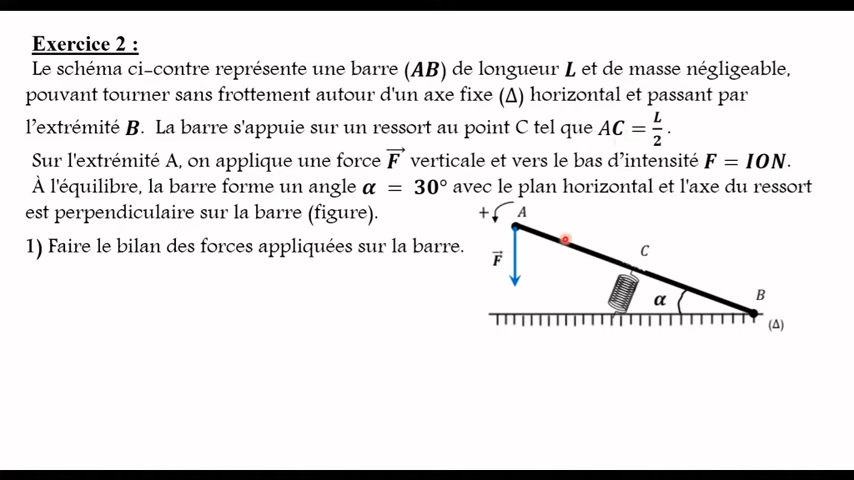 Exercice 2 :
Le schéma ci-contre représente une barre (AB) de longueur L et de masse négligeable,
pouvant tourner sans frottement autour d'un axe fixe (Δ) horizontal et passant par
l'extrémité B. La barre s'appuie sur un ressort au point C tel que AC = L/2 .
Sur l'extrémité A, on applique une force F⃗ verticale et vers le bas d'intensité F = ION.
À l'équilibre, la barre forme un angle α = 30° avec le plan horizontal et l'axe du ressort
est perpendiculaire sur la barre (figure).
+ A
1) Faire le bilan des forces appliquées sur la barre.
F⃗
C
α
B
(Δ)